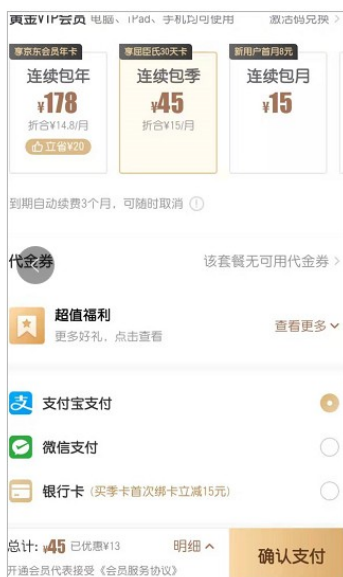 黄金VIP会员 电脑、iPad、手机均可使用 激活码兑换 >
享京东会员年卡 享屈臣氏30天卡 新用户首月8元
连续包年 连续包季 连续包月
¥178 ¥45 ¥15
折合¥14.8/月 折合¥15/月
立省¥20
到期自动续费3个月，可随时取消
代金券 该套餐无可用代金券 >
超值福利
更多好礼，点击查看 查看更多
支 支付宝支付
微信支付
银行卡 (买季卡首次绑卡立减15元)
总计: ¥45 已优惠¥13 明细 确认支付
开通会员代表接受《会员服务协议》